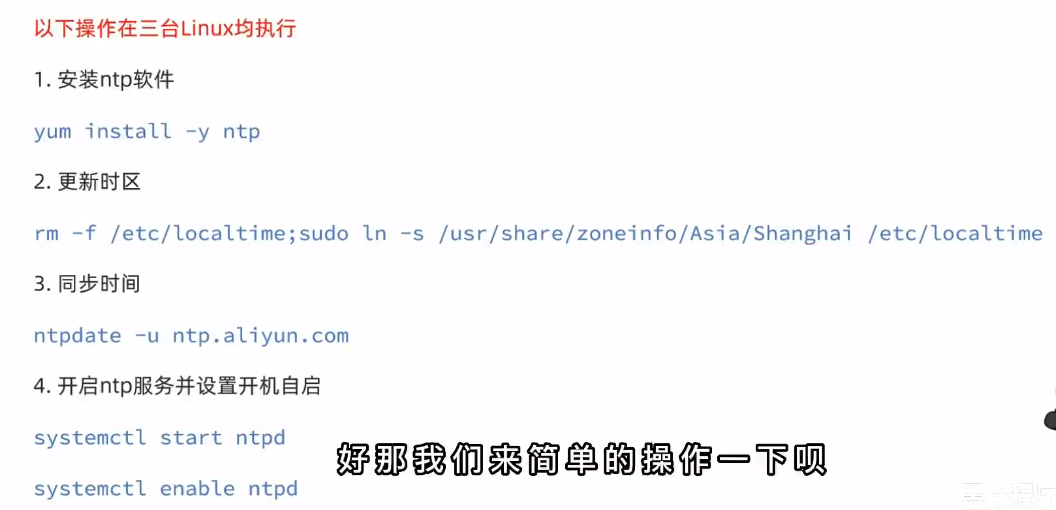 以下操作在三台Linux均执行
1. 安装ntp软件
yum install -y ntp
2. 更新时区
rm -f /etc/localtime;sudo ln -s /usr/share/zoneinfo/Asia/Shanghai /etc/localtime
3. 同步时间
ntpdate -u ntp.aliyun.com
4. 开启ntp服务并设置开机自启
systemctl start ntpd
好那我们来简单的操作一下呗
systemctl enable ntpd